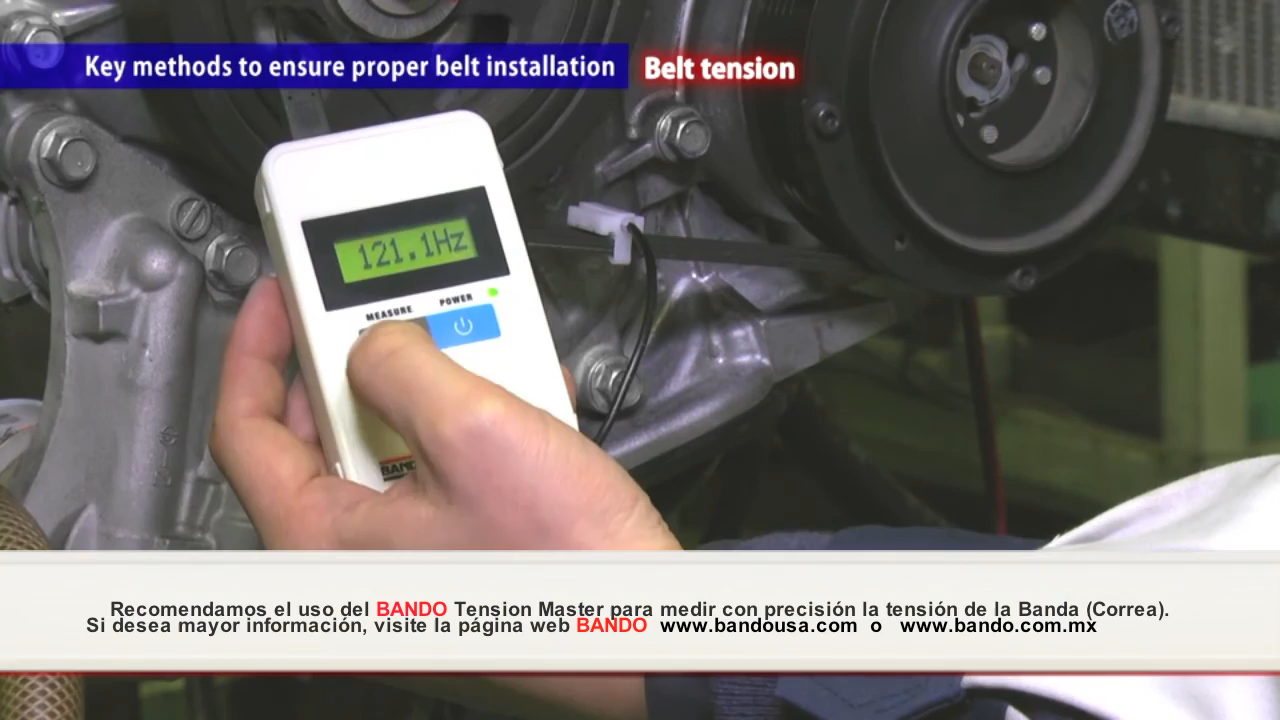 Key methods to ensure proper belt installation
Belt tension
121.1Hz
MEASURE
POWER
Recomendamos el uso del BANDO Tension Master para medir con precisión la tensión de la Banda (Correa).
Si desea mayor información, visite la página web BANDO www.bandousa.com o www.bando.com.mx